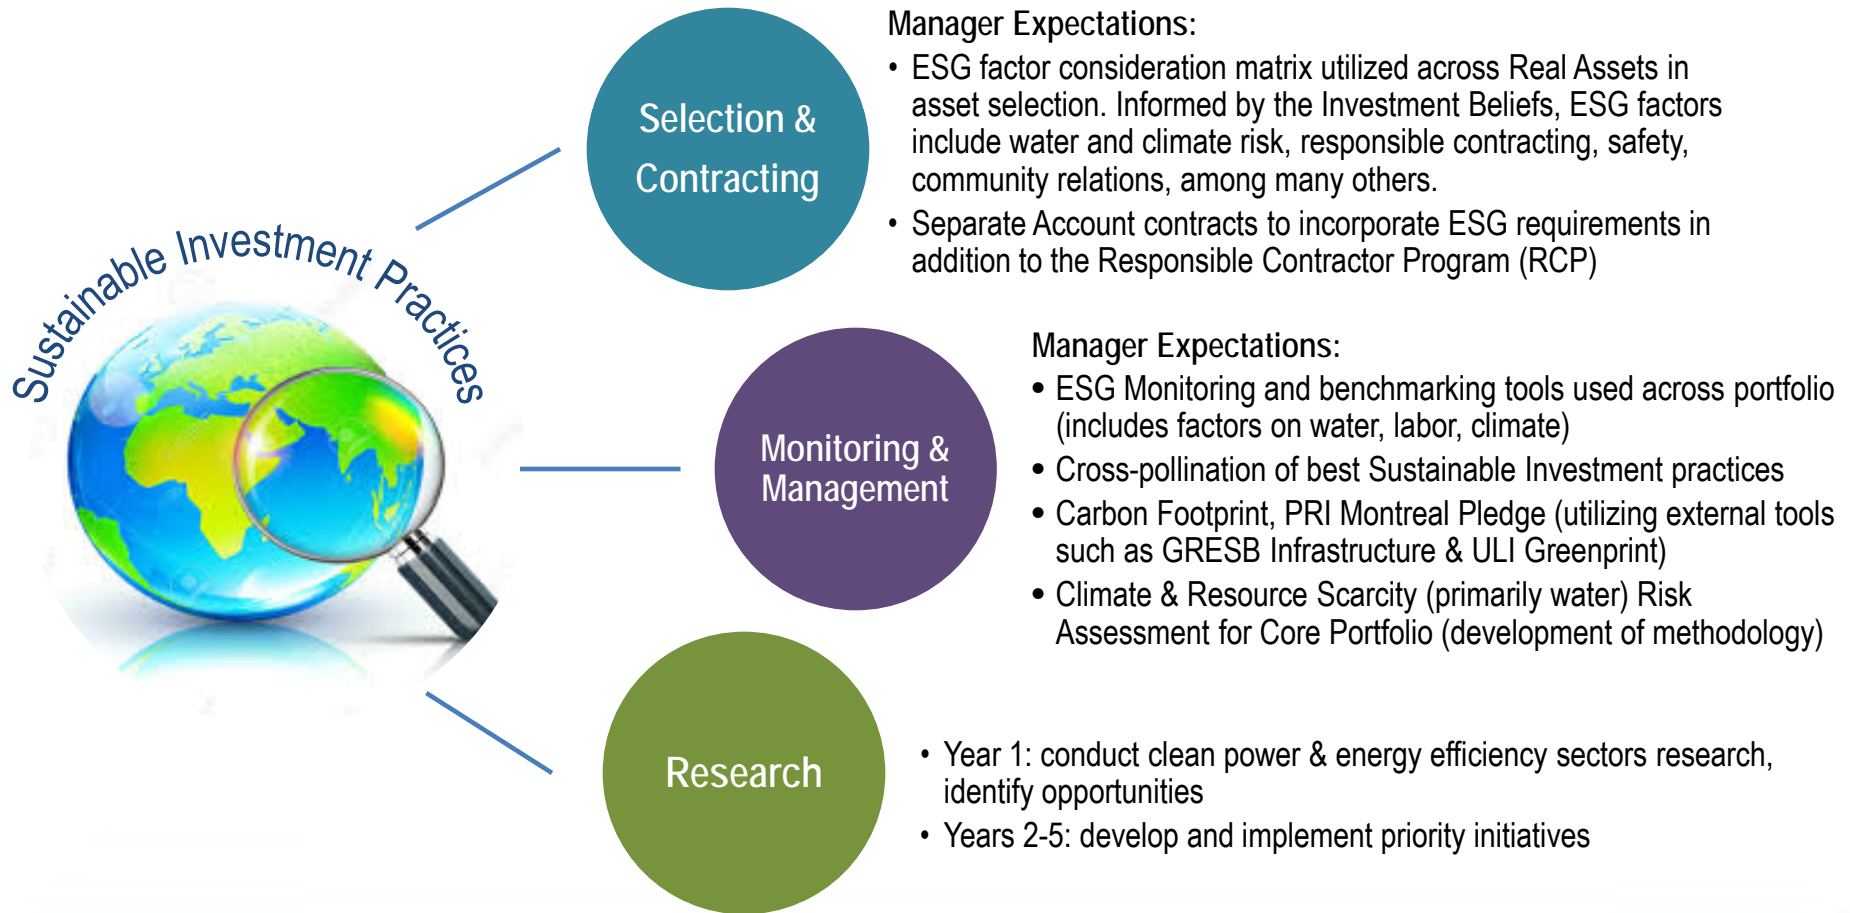 Sustainable Investment Practices
Selection &
Contracting
Manager Expectations:
• ESG factor consideration matrix utilized across Real Assets in
asset selection. Informed by the Investment Beliefs, ESG factors
include water and climate risk, responsible contracting, safety,
community relations, among many others.
• Separate Account contracts to incorporate ESG requirements in
addition to the Responsible Contractor Program (RCP)
Monitoring &
Management
Manager Expectations:
• ESG Monitoring and benchmarking tools used across portfolio
(includes factors on water, labor, climate)
• Cross-pollination of best Sustainable Investment practices
• Carbon Footprint, PRI Montreal Pledge (utilizing external tools
such as GRESB Infrastructure & ULI Greenprint)
• Climate & Resource Scarcity (primarily water) Risk
Assessment for Core Portfolio (development of methodology)
Research
• Year 1: conduct clean power & energy efficiency sectors research,
identify opportunities
• Years 2-5: develop and implement priority initiatives